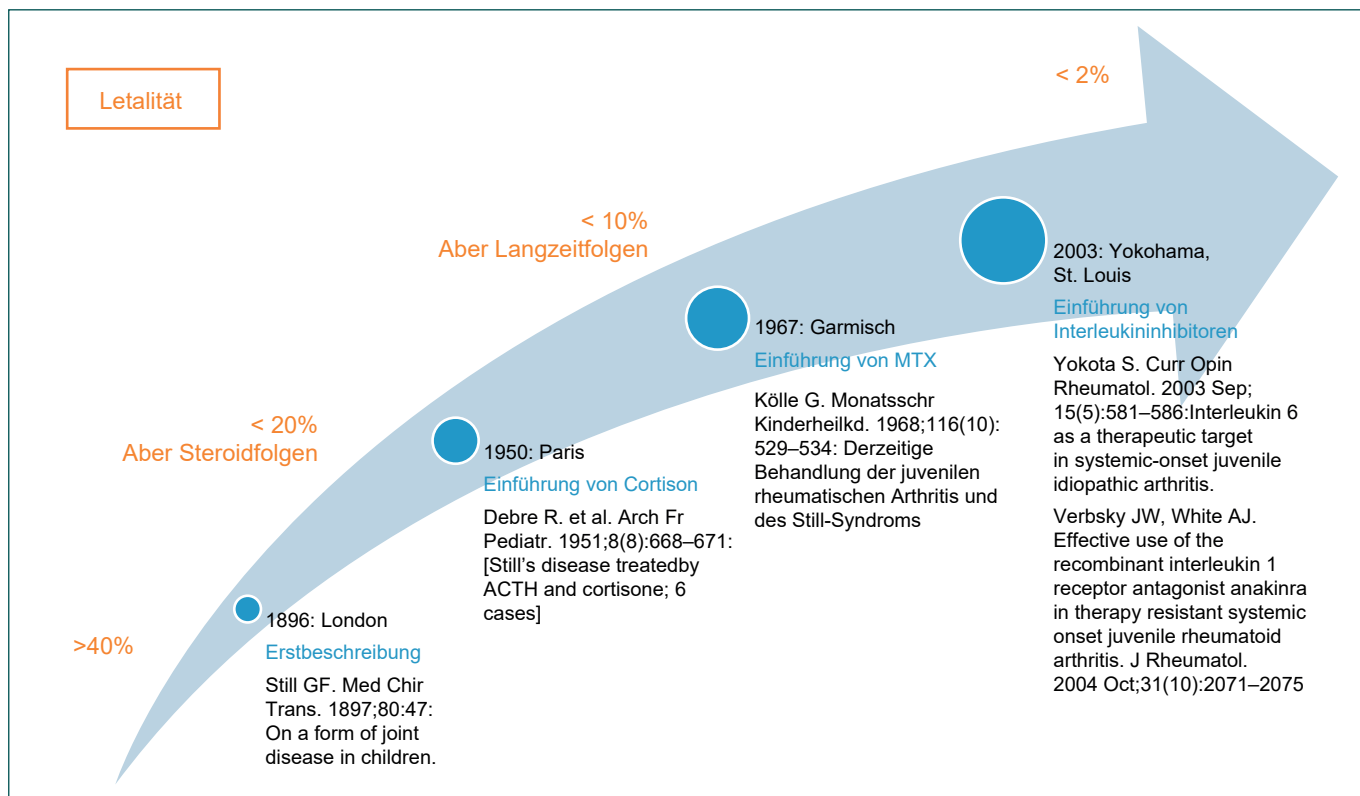 Letalität
>40%
1896: London
Erstbeschreibung
Still GF. Med Chir
Trans. 1897;80:47:
On a form of joint
disease in children.
< 20%
Aber Steroidfolgen
1950: Paris
Einführung von Cortison
Debre R. et al. Arch Fr
Pediatr. 1951;8(8):668–671:
[Still’s disease treatedby
ACTH and cortisone; 6
cases]
< 10%
Aber Langzeitfolgen
1967: Garmisch
Einführung von MTX
Kölle G. Monatsschr
Kinderheilkd. 1968;116(10):
529–534: Derzeitige
Behandlung der juvenilen
rheumatischen Arthritis und
des Still-Syndroms
< 2%
2003: Yokohama,
St. Louis
Einführung von
Interleukininhibitoren
Yokota S. Curr Opin
Rheumatol. 2003 Sep;
15(5):581–586:Interleukin 6
as a therapeutic target
in systemic-onset juvenile
idiopathic arthritis.
Verbsky JW, White AJ.
Effective use of the
recombinant interleukin 1
receptor antagonist anakinra
in therapy resistant systemic
onset juvenile rheumatoid
arthritis. J Rheumatol.
2004 Oct;31(10):2071–2075